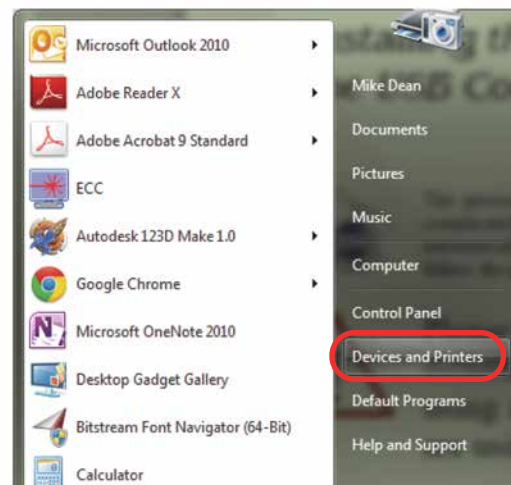 Microsoft Outlook 2010
Adobe Reader X
Adobe Acrobat 9 Standard
ECC
Autodesk 123D Make 1.0
Google Chrome
Microsoft OneNote 2010
Desktop Gadget Gallery
Bitstream Font Navigator (64-Bit)
Calculator
Mike Dean
Documents
Pictures
Music
Computer
Control Panel
Devices and Printers
Default Programs
Help and Support